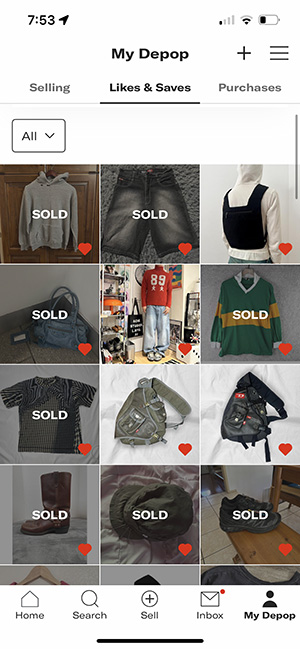 7:53
My Depop
Selling
Likes & Saves
Purchases
All
SOLD
SOLD
SOLD
89
SOLD
SOLD
SOLD
SOLD
SOLD
Home
Search
Sell
Inbox
My Depop